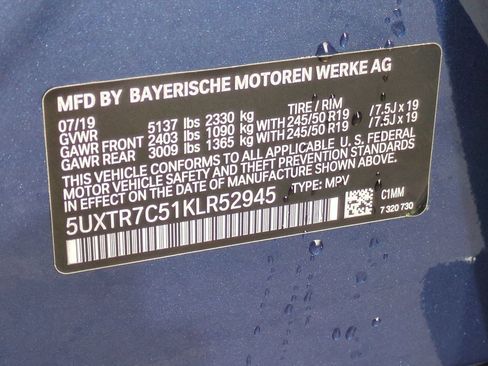 MFD BY BAYERISCHE MOTOREN WERKE AG
07/19 TIRE / RIM
GVWR 5137 lbs 2330 kg
GAWR FRONT 2403 lbs 1090 kg WITH 245/50 R19 / 7.5J x 19
GAWR REAR 3009 lbs 1365 kg WITH 245/50 R19 / 7.5J x 19
THIS VEHICLE CONFORMS TO ALL APPLICABLE U. S. FEDERAL
MOTOR VEHICLE SAFETY AND THEFT PREVENTION STANDARDS
IN EFFECT ON THE DATE OF MANUFACTURE SHOWN ABOVE.
5UXTR7C51KLR52945 TYPE: MPV
C1MM
7 320 730